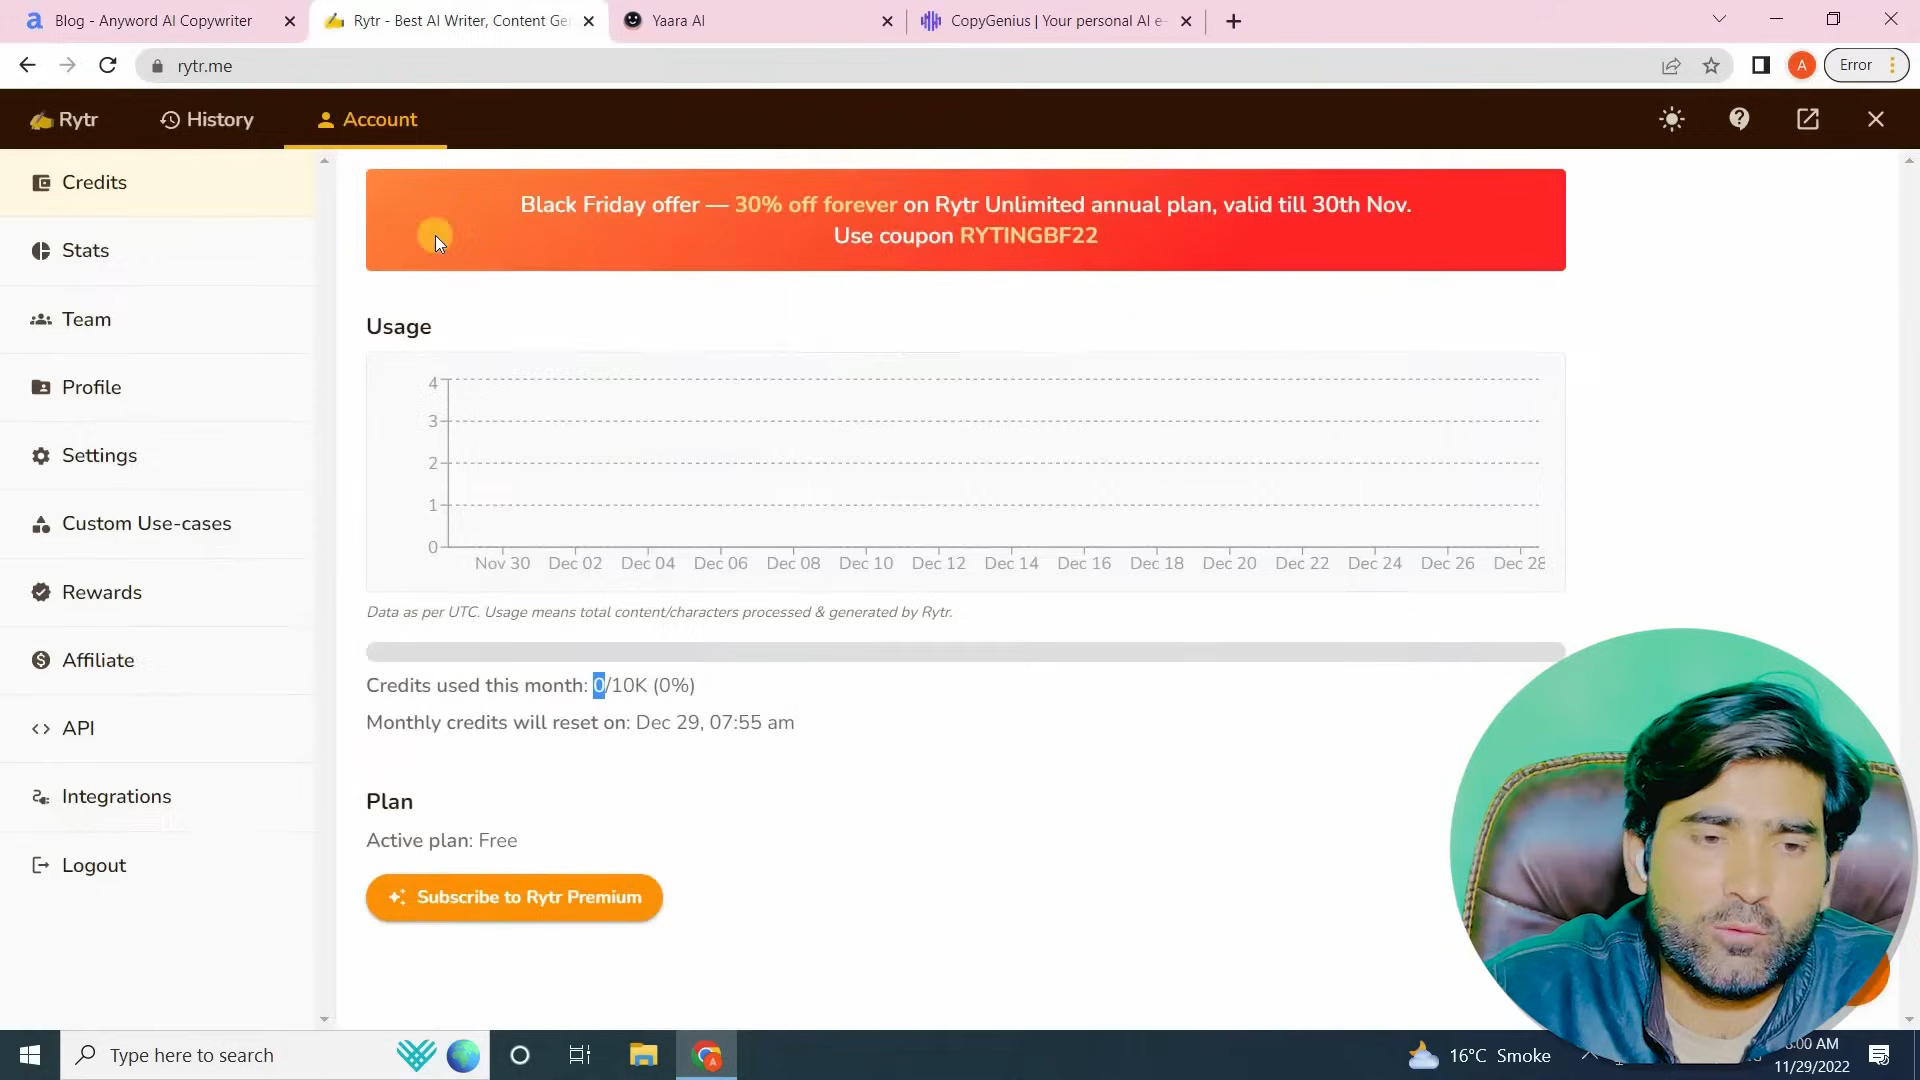 Blog - Anyword AI Copywriter
Rytr - Best AI Writer, Content Ge
Yaara AI
CopyGenius | Your personal AI e-
rytr.me
A
Error
Rytr
History
Account
Credits
Stats
Team
Profile
Settings
Custom Use-cases
Rewards
Affiliate
API
Integrations
Logout
Black Friday offer — 30% off forever on Rytr Unlimited annual plan, valid till 30th Nov.
Use coupon RYTINGBF22
Usage
4
3
2
1
0
Nov 30 Dec 02 Dec 04 Dec 06 Dec 08 Dec 10 Dec 12 Dec 14 Dec 16 Dec 18 Dec 20 Dec 22 Dec 24 Dec 26 Dec 28
Data as per UTC. Usage means total content/characters processed & generated by Rytr.
Credits used this month: 0/10K (0%)
Monthly credits will reset on: Dec 29, 07:55 am
Plan
Active plan: Free
Subscribe to Rytr Premium
Type here to search
16°C Smoke
:00 AM
11/29/2022